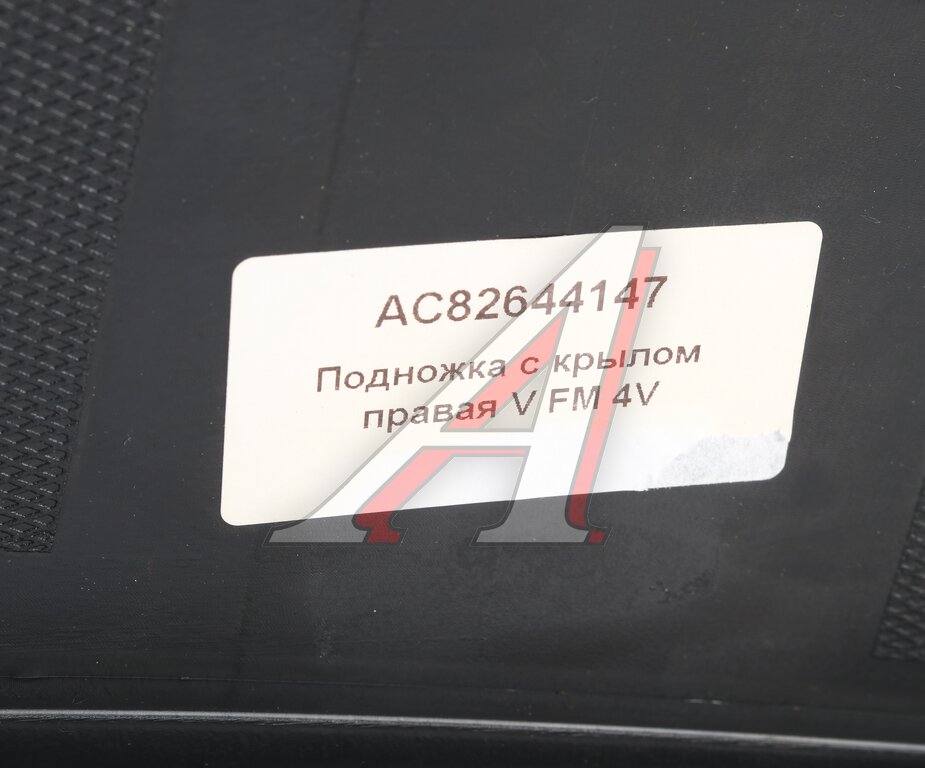 AC82644147
Подножка с крылом
правая V FM 4V